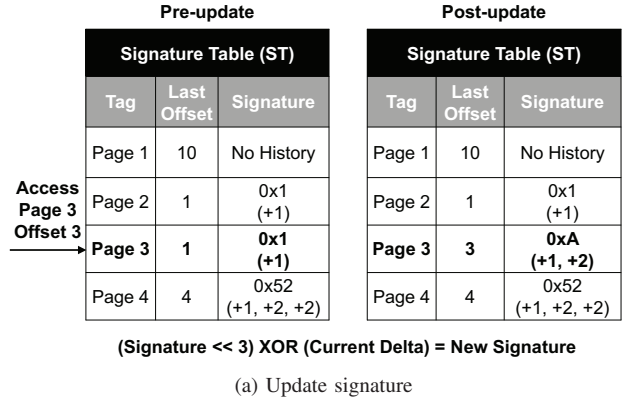 Pre-update
Post-update
Signature Table (ST)
Tag Last Offset Signature
Page 1 10 No History
Page 2 1 0x1 (+1)
Page 3 1 0x1 (+1)
Page 4 4 0x52 (+1, +2, +2)
Access
Page 3
Offset 3
Signature Table (ST)
Tag Last Offset Signature
Page 1 10 No History
Page 2 1 0x1 (+1)
Page 3 3 0xA (+1, +2)
Page 4 4 0x52 (+1, +2, +2)
(Signature << 3) XOR (Current Delta) = New Signature
(a) Update signature